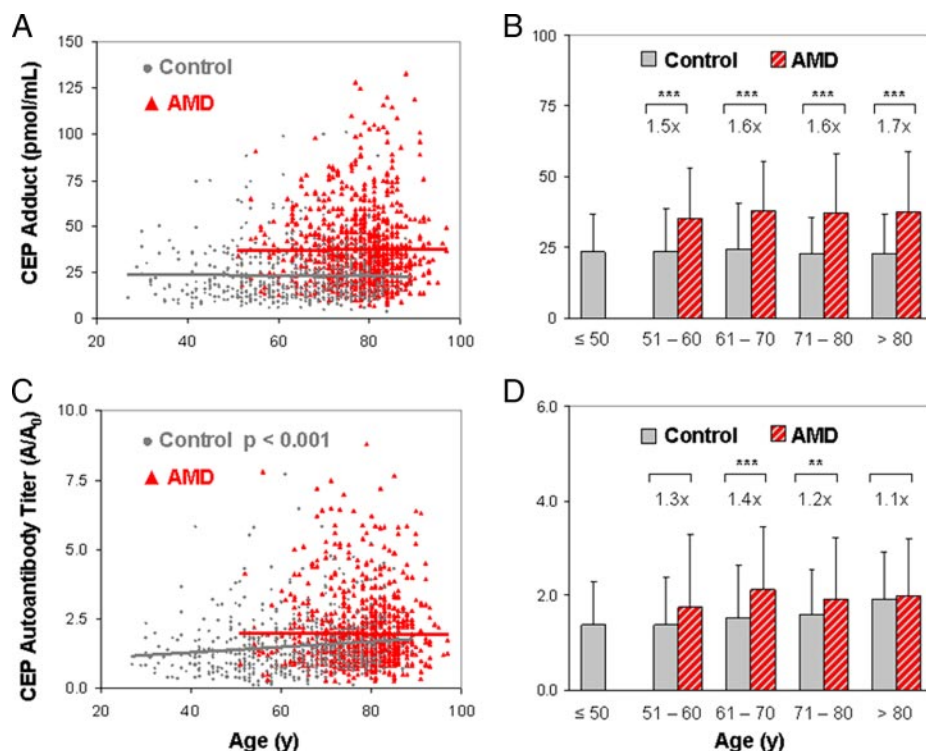 A
CEP Adduct (pmol/mL)
150
125
100
75
50
25
0
20 40 60 80 100
Control
AMD
B
100
75
50
25
0
Control AMD
*** *** *** ***
1.5x 1.6x 1.6x 1.7x
≤ 50 51 – 60 61 – 70 71 – 80 > 80
C
CEP Autoantibody Titer (A/A₀)
10.0
7.5
5.0
2.5
0.0
20 40 60 80 100
Age (y)
Control p < 0.001
AMD
D
6.0
4.0
2.0
0.0
Control AMD
*** **
1.3x 1.4x 1.2x 1.1x
≤ 50 51 – 60 61 – 70 71 – 80 > 80
Age (y)